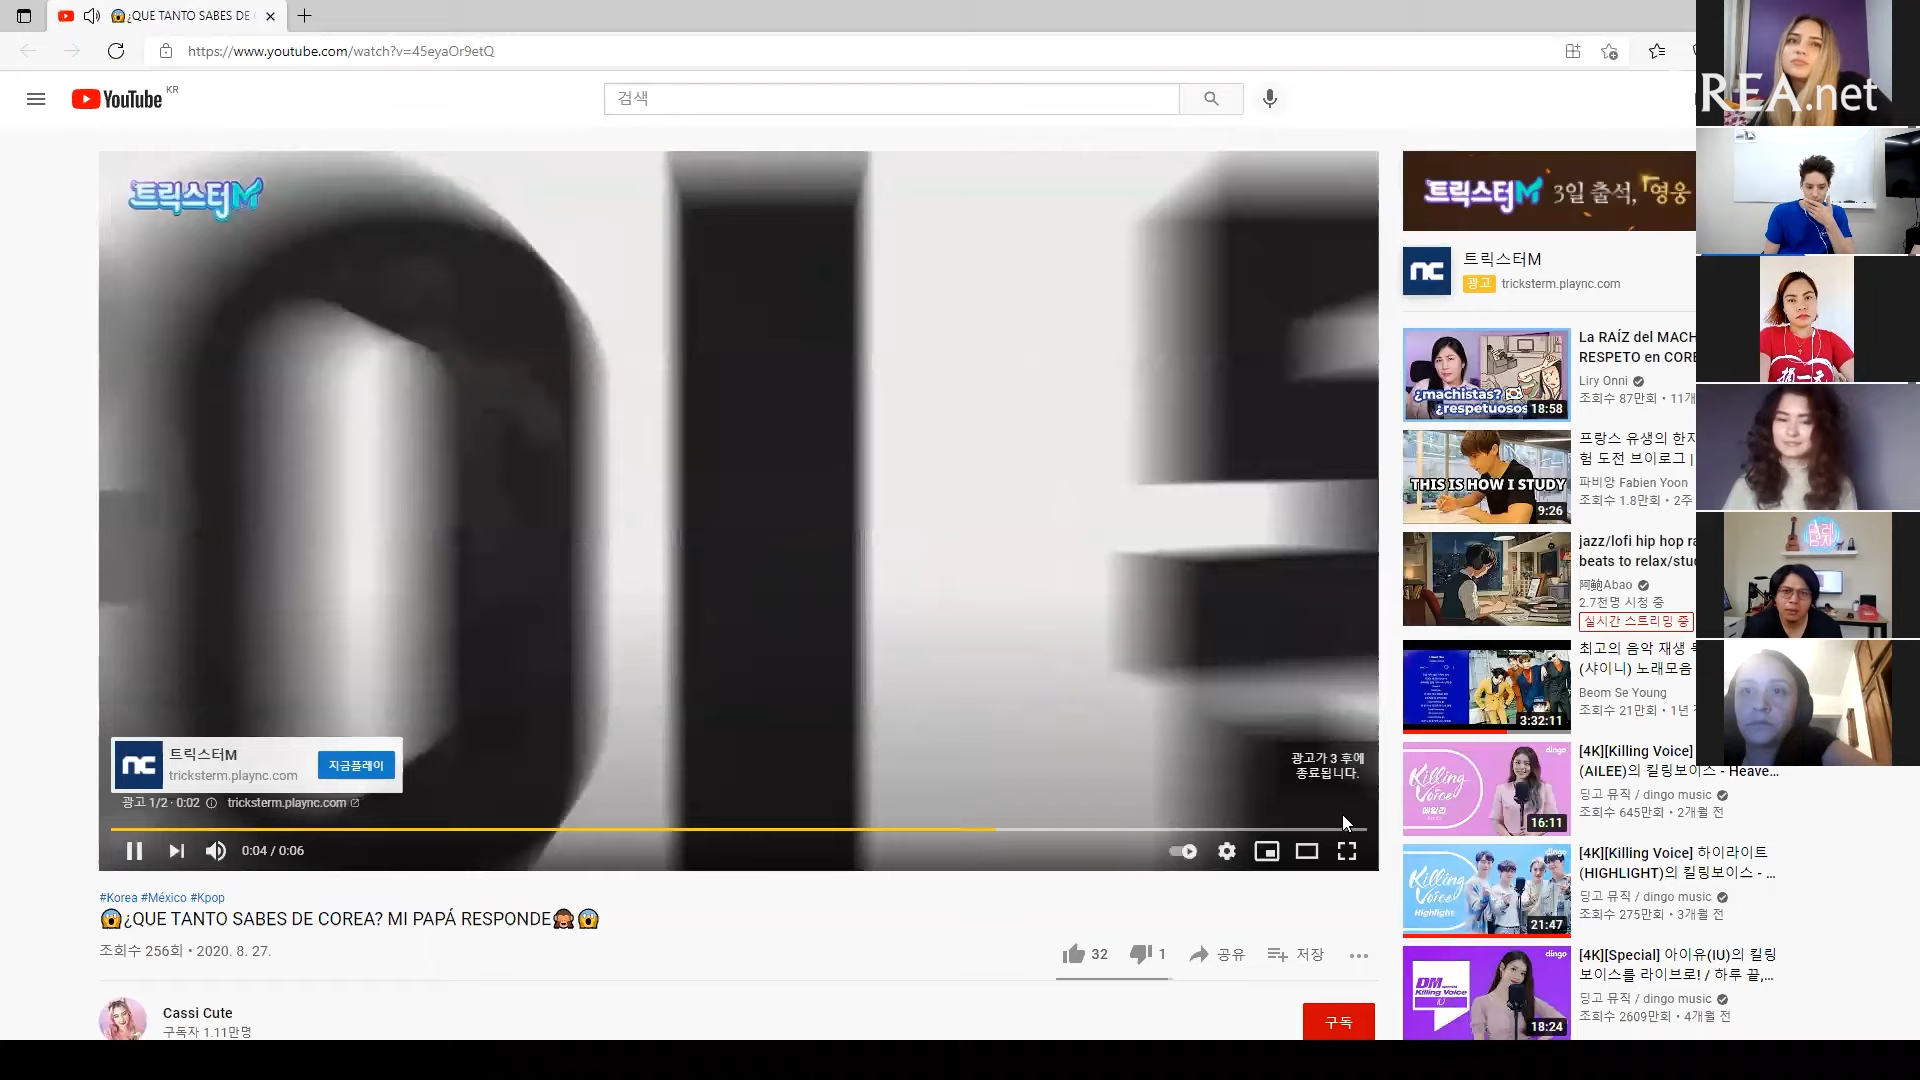 😱¿QUE TANTO SABES DE
https://www.youtube.com/watch?v=45eyaOr9etQ
REA.net
YouTube KR
검색
트릭스터M
트릭스터M 3일 출석, 「영웅
트릭스터M
광고 tricksterm.plaync.com
La RAÍZ del MACH
RESPETO en CORE
Liry Onni
조회수 87만회 • 11개
¿machistas?
¿respetuosos
18:58
프랑스 유생의 한자
험 도전 브이로그 |
파비앙 Fabien Yoon
조회수 1.8만회 • 2주
THIS IS HOW I STUDY
9:26
jazz/lofi hip hop ra
beats to relax/stu
阿鲍Abao
2.7천명 시청 중
실시간 스트리밍 중
최고의 음악 재생
(샤이니) 노래모음
Beom Se Young
조회수 21만회 • 1년
3:32:11
[4K][Killing Voice]
(AILEE)의 킬링보이스 - Heave...
딩고 뮤직 / dingo music
조회수 645만회 • 2개월 전
dingo
Killing
Voice
에일리
16:11
[4K][Killing Voice] 하이라이트
(HIGHLIGHT)의 킬링보이스 - ...
딩고 뮤직 / dingo music
조회수 275만회 • 3개월 전
dingo
Killing
Voice
Highlight
21:47
[4K][Special] 아이유(IU)의 킬링
보이스를 라이브로! / 하루 끝,...
딩고 뮤직 / dingo music
조회수 2609만회 • 4개월 전
dingo
DM
Killing Voice
IU
18:24
nc
트릭스터M
tricksterm.plaync.com
지금플레이
광고가 3 후에
종료됩니다.
광고 1/2 · 0:02 tricksterm.plaync.com
0:04 / 0:06
#Korea #México #Kpop
😱¿QUE TANTO SABES DE COREA? MI PAPÁ RESPONDE🙈😱
조회수 256회 • 2020. 8. 27.
32 1 공유 저장
Cassi Cute
구독자 1.11만명
구독